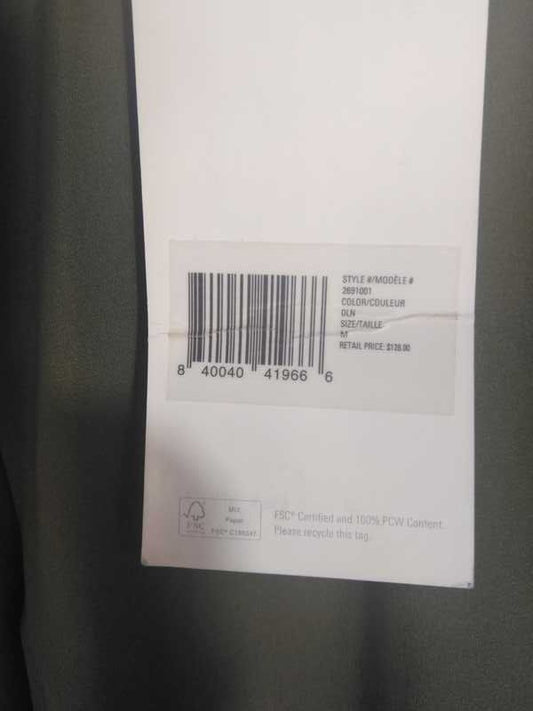 STYLE #/MODÈLE #
2691001
COLOR/COULEUR
OLN
SIZE/TAILLE
M
RETAIL PRICE: $128.00
8 40040 41966 6
FSC
Mix
Paper
FSC® Certified and 100% PCW Content.
Please recycle this tag.